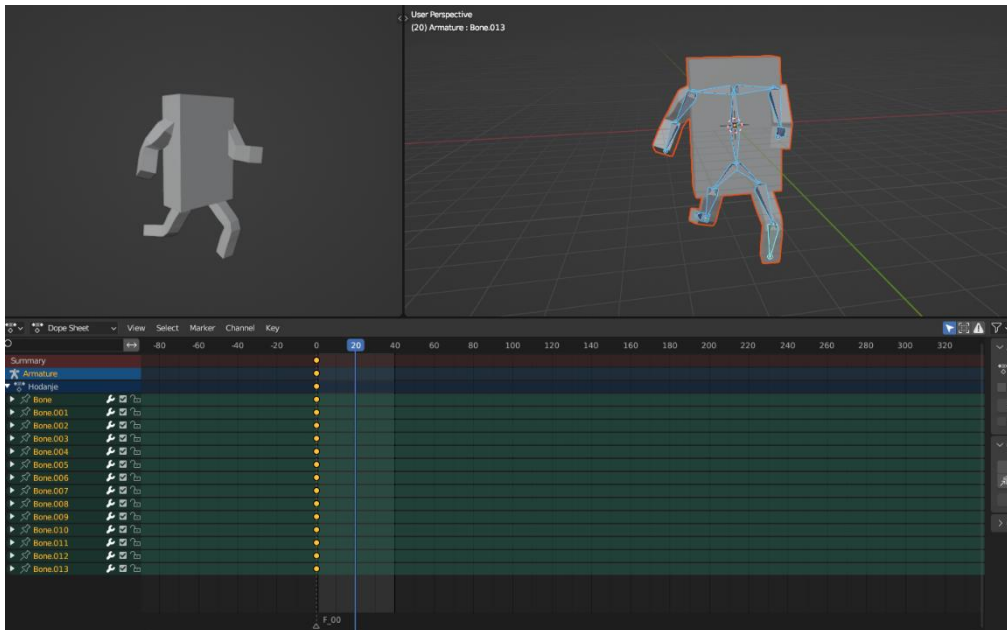 User Perspective
(20) Armature : Bone.013
Dope Sheet View Select Marker Channel Key
-80 -60 -40 -20 0 20 40 60 80 100 120 140 160 180 200 220 240 260 280 300 320
Summary
Armature
Hodanje
Bone
Bone.001
Bone.002
Bone.003
Bone.004
Bone.005
Bone.006
Bone.007
Bone.008
Bone.009
Bone.010
Bone.011
Bone.012
Bone.013
F_00